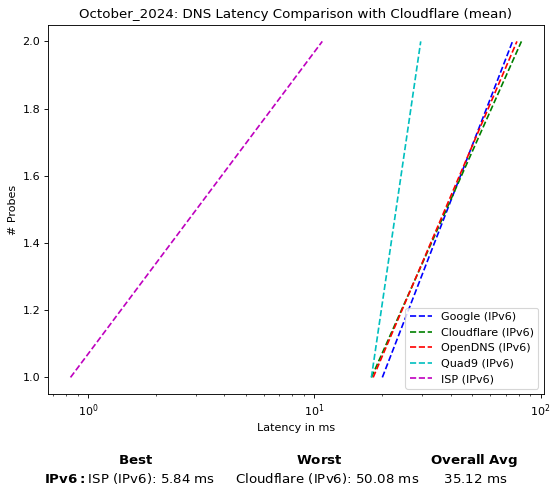 October_2024: DNS Latency Comparison with Cloudflare (mean)
2.0
1.8
1.6
1.4
1.2
1.0
# Probes
Google (IPv6)
Cloudflare (IPv6)
OpenDNS (IPv6)
Quad9 (IPv6)
ISP (IPv6)
10⁰ 10¹ 10²
Latency in ms
Best Worst Overall Avg
IPv6: ISP (IPv6): 5.84 ms Cloudflare (IPv6): 50.08 ms 35.12 ms